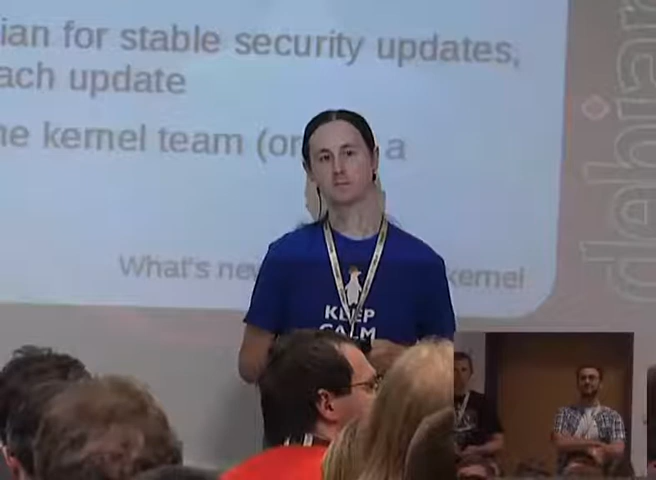 ian for stable security updates,
ach update
ne kernel team (or a
What's new kernel
debian
KEEP
CALM